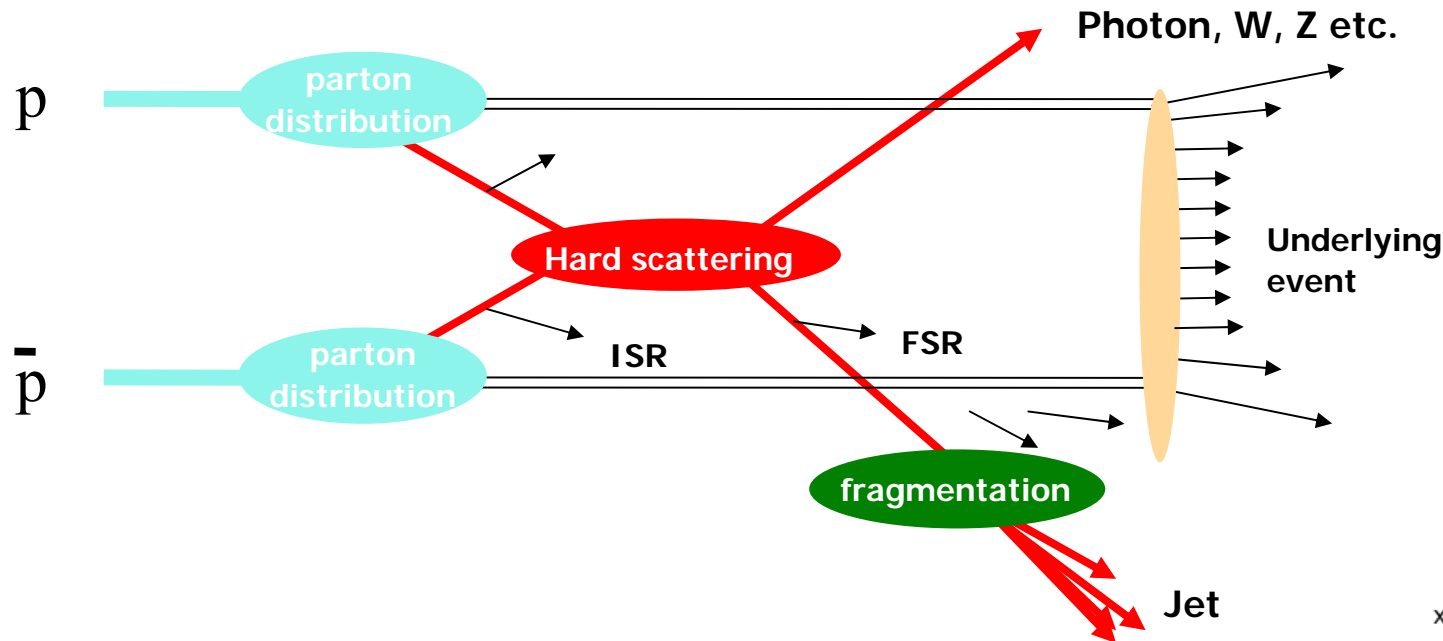 Photon, W, Z etc.
p
parton
distribution
Hard scattering
Underlying
event
p̄
parton
distribution
ISR
FSR
fragmentation
Jet
x